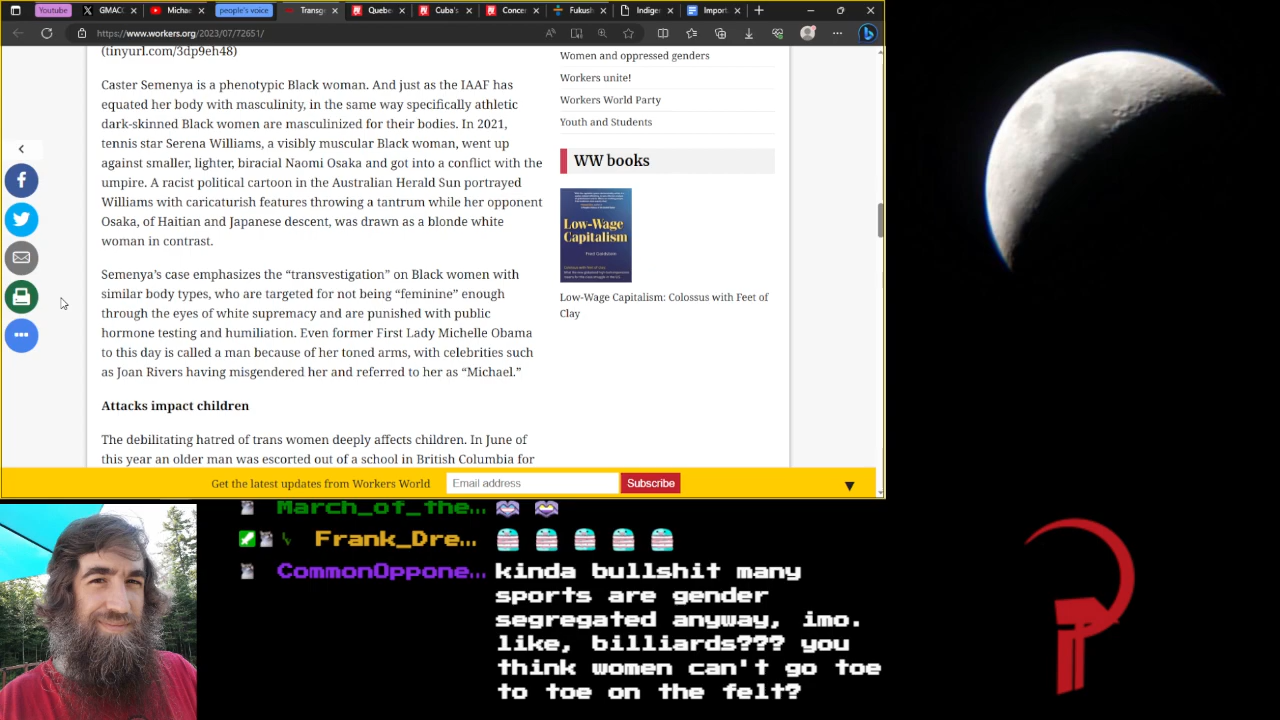 Youtube
GMAC
Michae
people's voice
Transg
Quebe
Cuba's
Conce
Fukush
Indige
Import
https://www.workers.org/2023/07/72651/
(tinyurl.com/3dp9eh48)
Caster Semenya is a phenotypic Black woman. And just as the IAAF has
equated her body with masculinity, in the same way specifically athletic
dark-skinned Black women are masculinized for their bodies. In 2021,
tennis star Serena Williams, a visibly muscular Black woman, went up
against smaller, lighter, biracial Naomi Osaka and got into a conflict with the
umpire. A racist political cartoon in the Australian Herald Sun portrayed
Williams with caricaturish features throwing a tantrum while her opponent
Osaka, of Haitian and Japanese descent, was drawn as a blonde white
woman in contrast.
Semenya's case emphasizes the “transvestigation” on Black women with
similar body types, who are targeted for not being “feminine” enough
through the eyes of white supremacy and are punished with public
hormone testing and humiliation. Even former First Lady Michelle Obama
to this day is called a man because of her toned arms, with celebrities such
as Joan Rivers having misgendered her and referred to her as “Michael.”
Attacks impact children
The debilitating hatred of trans women deeply affects children. In June of
this year an older man was escorted out of a school in British Columbia for
Women and oppressed genders
Workers unite!
Workers World Party
Youth and Students
WW books
Low-Wage
Capitalism
Low-Wage Capitalism: Colossus with Feet of
Clay
Get the latest updates from Workers World
Email address
Subscribe
March_of_the...
Frank_Dre...
CommonOppone... kinda bullshit many
sports are gender
segregated anyway, imo.
like, billiards??? you
think women can't go toe
to toe on the felt?